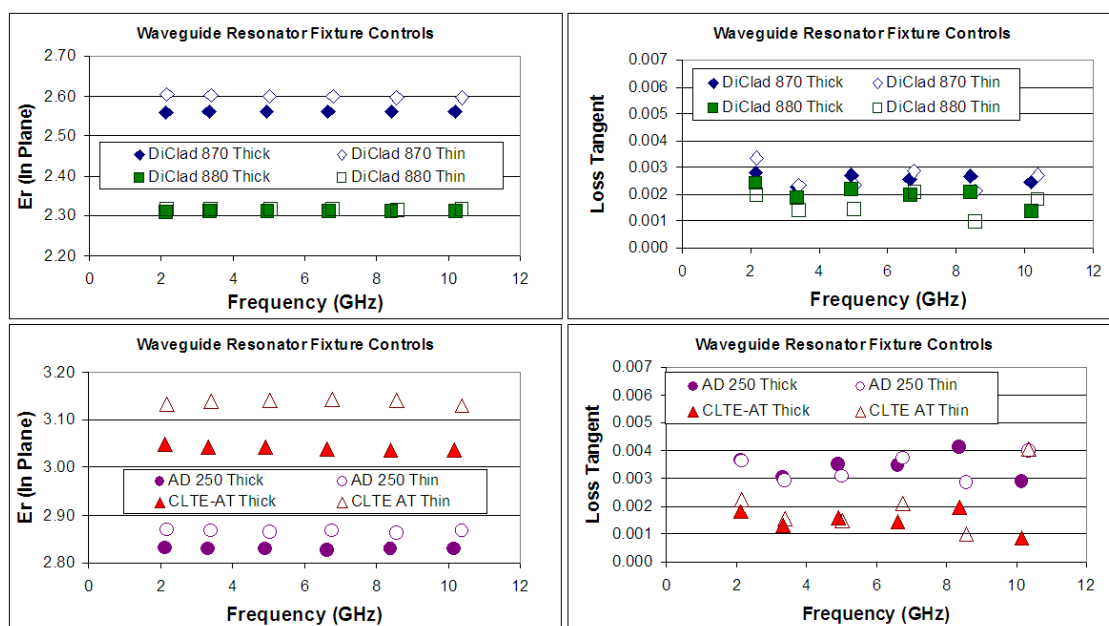 Waveguide Resonator Fixture Controls
2.70
2.60
2.50
2.40
2.30
2.20
Er (In Plane)
DiClad 870 Thick
DiClad 870 Thin
DiClad 880 Thick
DiClad 880 Thin
0 2 4 6 8 10 12
Frequency (GHz)
Waveguide Resonator Fixture Controls
0.007
0.006
0.005
0.004
0.003
0.002
0.001
0.000
Loss Tangent
DiClad 870 Thick
DiClad 870 Thin
DiClad 880 Thick
DiClad 880 Thin
0 2 4 6 8 10 12
Frequency (GHz)
Waveguide Resonator Fixture Controls
3.20
3.10
3.00
2.90
2.80
Er (In Plane)
AD 250 Thick
AD 250 Thin
CLTE-AT Thick
CLTE AT Thin
0 2 4 6 8 10 12
Frequency (GHz)
Waveguide Resonator Fixture Controls
0.007
0.006
0.005
0.004
0.003
0.002
0.001
0.000
Loss Tangent
AD 250 Thick
AD 250 Thin
CLTE-AT Thick
CLTE AT Thin
0 2 4 6 8 10 12
Frequency (GHz)